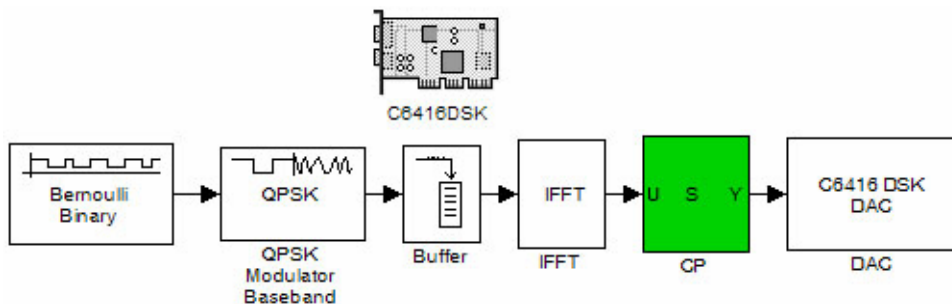 C6416DSK
Bernoulli
Binary
QPSK
QPSK
Modulator
Baseband
Buffer
IFFT
IFFT
U S Y
CP
C6416 DSK
DAC
DAC